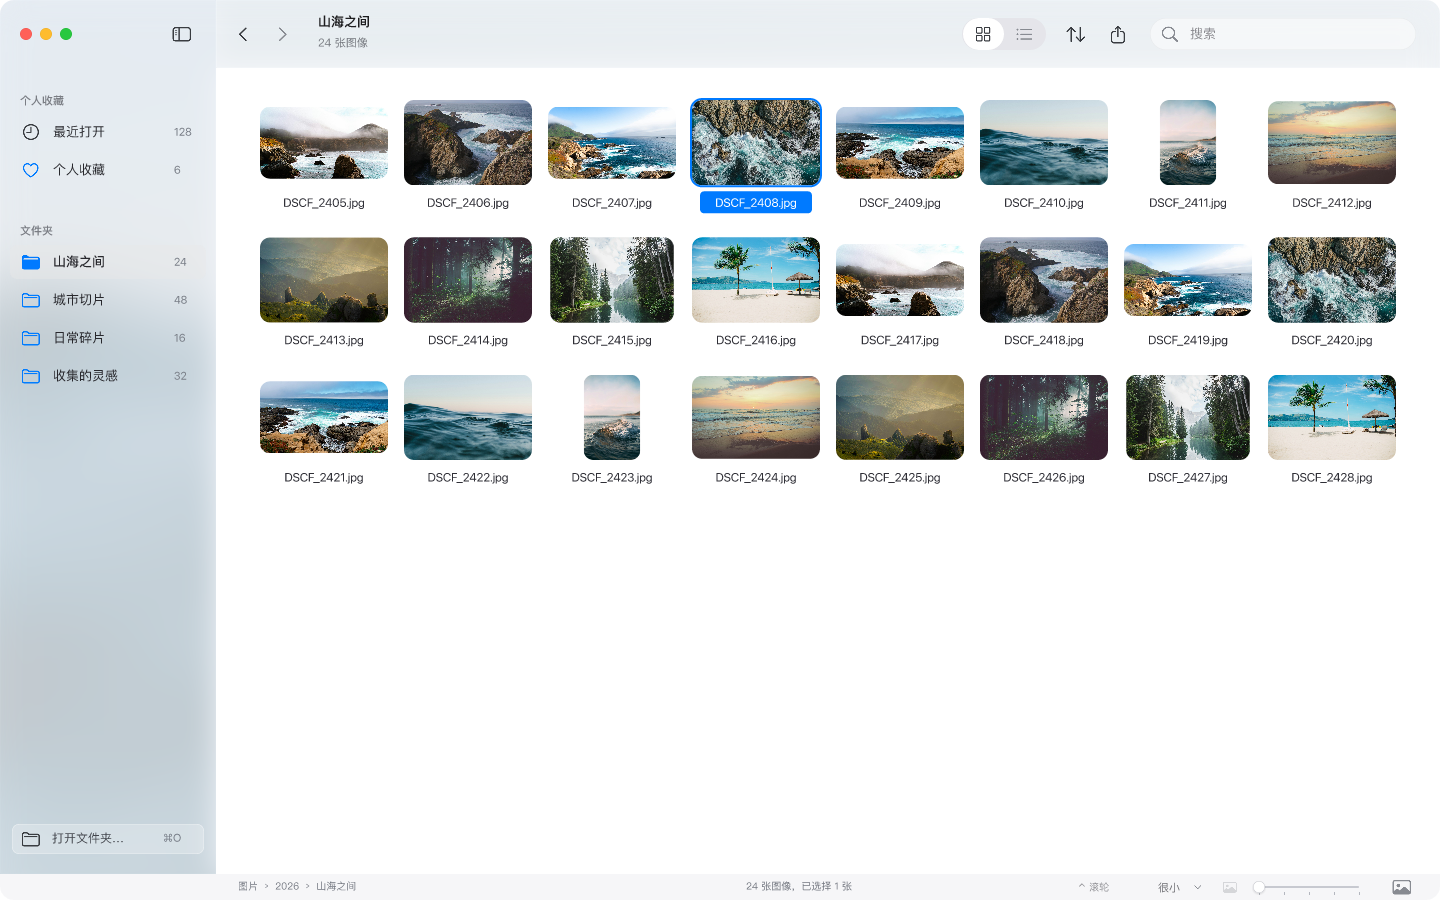 山海之间
24 张图像
搜索
个人收藏
最近打开 128
个人收藏 6
文件夹
山海之间 24
城市切片 48
日常碎片 16
收集的灵感 32
打开文件夹... ⌘O
DSCF_2405.jpg DSCF_2406.jpg DSCF_2407.jpg DSCF_2408.jpg DSCF_2409.jpg DSCF_2410.jpg DSCF_2411.jpg DSCF_2412.jpg
DSCF_2413.jpg DSCF_2414.jpg DSCF_2415.jpg DSCF_2416.jpg DSCF_2417.jpg DSCF_2418.jpg DSCF_2419.jpg DSCF_2420.jpg
DSCF_2421.jpg DSCF_2422.jpg DSCF_2423.jpg DSCF_2424.jpg DSCF_2425.jpg DSCF_2426.jpg DSCF_2427.jpg DSCF_2428.jpg
图片 › 2026 › 山海之间
24 张图像，已选择 1 张
⌃ 滚轮
很小